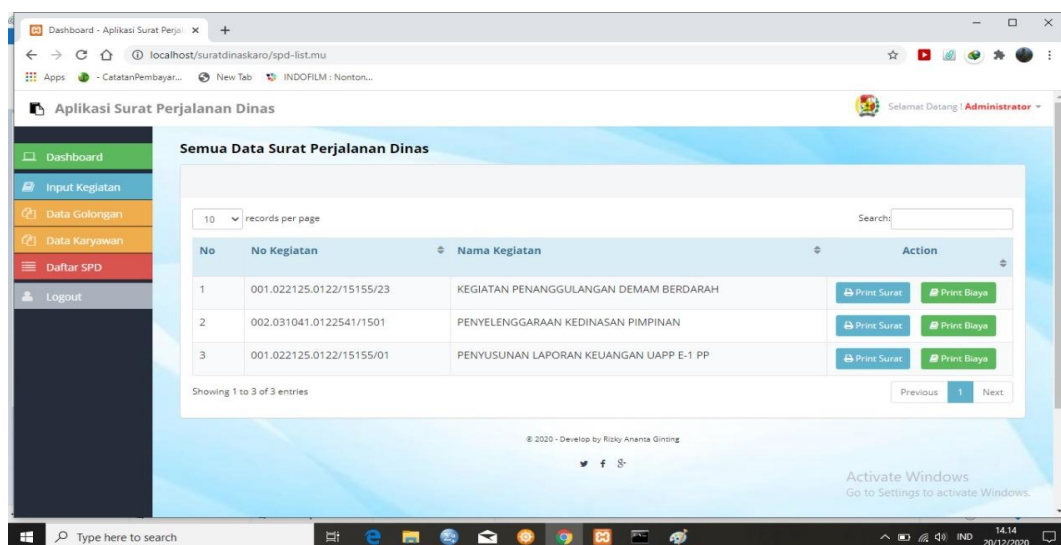 Dashboard - Aplikasi Surat Perjal
localhost/suratdinaskaro/spd-list.mu
Apps - CatatanPembayar... New Tab INDOFILM : Nonton...
Aplikasi Surat Perjalanan Dinas
Selamat Datang ! Administrator
Dashboard
Input Kegiatan
Data Golongan
Data Karyawan
Daftar SPD
Logout
Semua Data Surat Perjalanan Dinas
10 records per page Search:
No No Kegiatan Nama Kegiatan Action
1 001.022125.0122/15155/23 KEGIATAN PENANGGULANGAN DEMAM BERDARAH Print Surat Print Biaya
2 002.031041.0122541/1501 PENYELENGGARAAN KEDINASAN PIMPINAN Print Surat Print Biaya
3 001.022125.0122/15155/01 PENYUSUNAN LAPORAN KEUANGAN UAPP E-1 PP Print Surat Print Biaya
Showing 1 to 3 of 3 entries Previous 1 Next
© 2020 - Develop by Rizky Ananta Ginting
Activate Windows
Go to Settings to activate Windows.
Type here to search
IND
14.14
20/12/2020